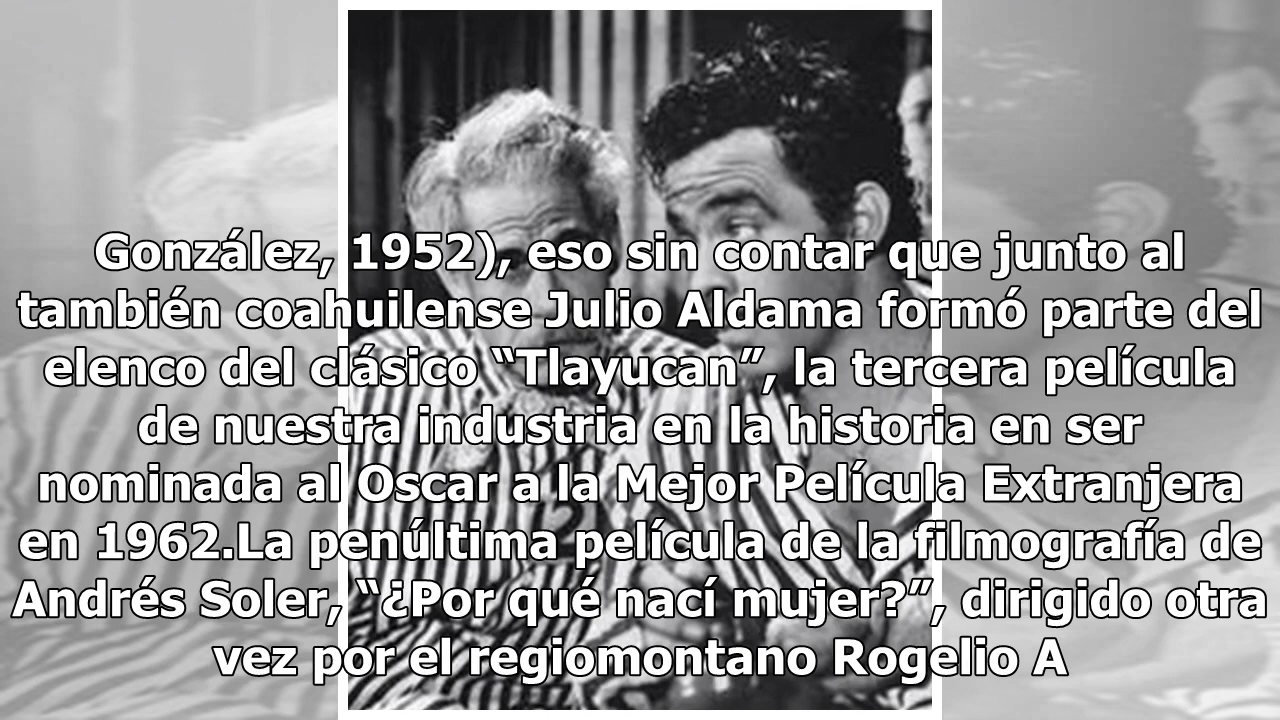 González, 1952), eso sin contar que junto al
también coahuilense Julio Aldama formó parte del
elenco del clásico “Tlayucan”, la tercera película
de nuestra industria en la historia en ser
nominada al Oscar a la Mejor Película Extranjera
en 1962.La penúltima película de la filmografía de
Andrés Soler, “¿Por qué nací mujer?”, dirigido otra
vez por el regiomontano Rogelio A